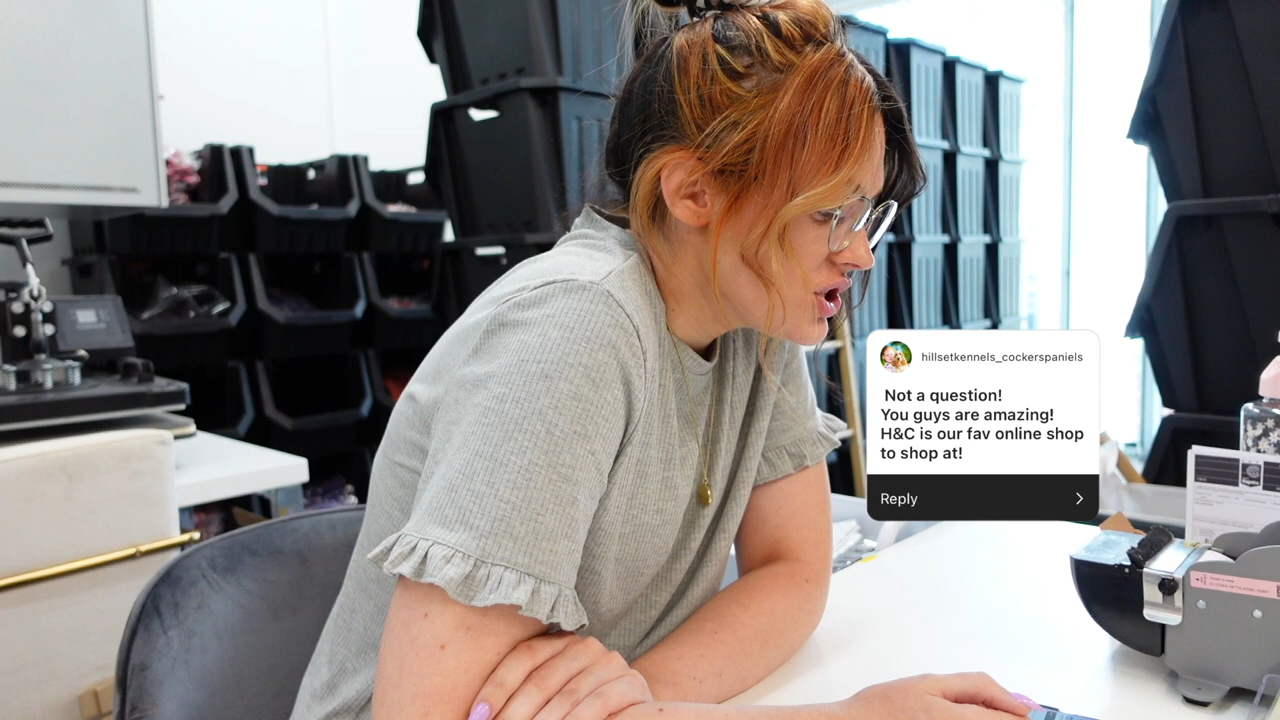 hillsetkennels_cockerspaniels
Not a question!
You guys are amazing!
H&C is our fav online shop
to shop at!
Reply